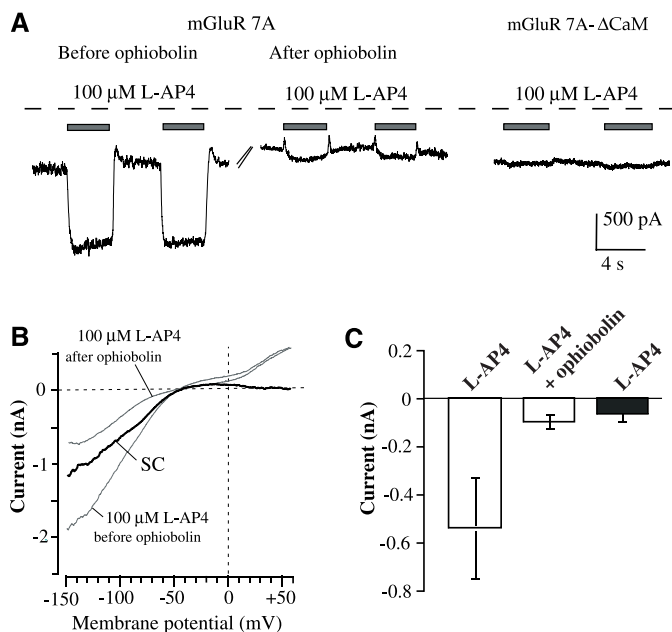 A
mGluR 7A
mGluR 7A-ΔCaM
Before ophiobolin
After ophiobolin
100 μM L-AP4
100 μM L-AP4
100 μM L-AP4
500 pA
4 s
B
100 μM L-AP4
after ophiobolin
SC
100 μM L-AP4
before ophiobolin
Current (nA)
0
-1
-2
-150
-100
-50
0
+50
Membrane potential (mV)
C
L-AP4
L-AP4
+ ophiobolin
L-AP4
Current (nA)
0.2
0
-0.2
-0.4
-0.6
-0.8